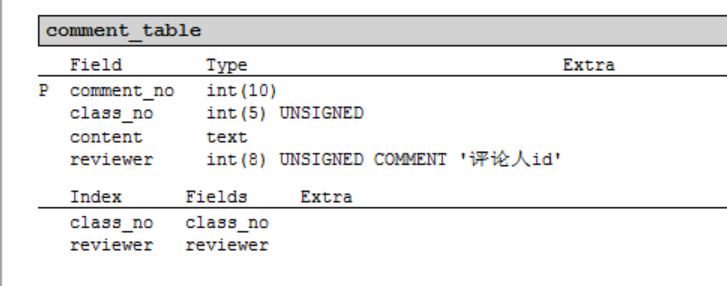 comment_table
Field Type Extra
P comment_no int(10)
class_no int(5) UNSIGNED
content text
reviewer int(8) UNSIGNED COMMENT '评论人id'
Index Fields Extra
class_no class_no
reviewer reviewer